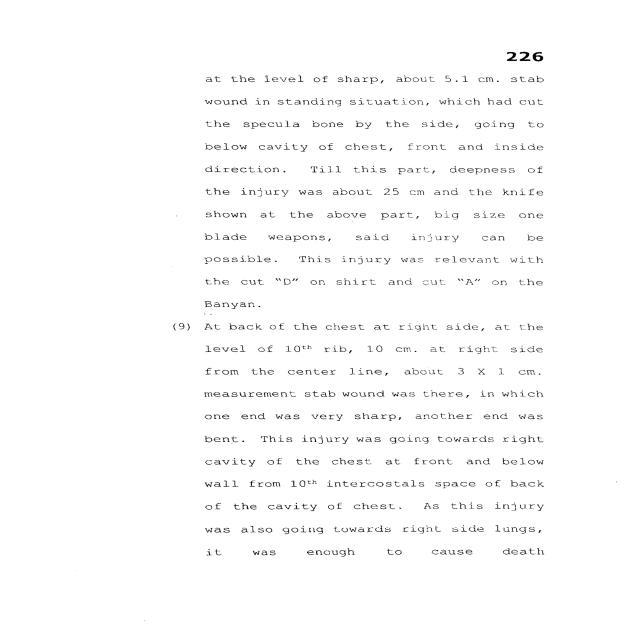 226
at the level of sharp, about 5.1 cm. stab
wound in standing situation, which had cut
the specula bone by the side, going to
below cavity of chest, front and inside
direction. Till this part, deepness of
the injury was about 25 cm and the knife
shown at the above part, big size one
blade weapons, said injury can be
possible. This injury was relevant with
the cut "D" on shirt and cut "A" on the
Banyan.
(9) At back of the chest at right side, at the
level of 10th rib, 10 cm. at right side
from the center line, about 3 X 1 cm.
measurement stab wound was there, in which
one end was very sharp, another end was
bent. This injury was going towards right
cavity of the chest at front and below
wall from 10th intercostals space of back
of the cavity of chest. As this injury
was also going towards right side lungs,
it was enough to cause death